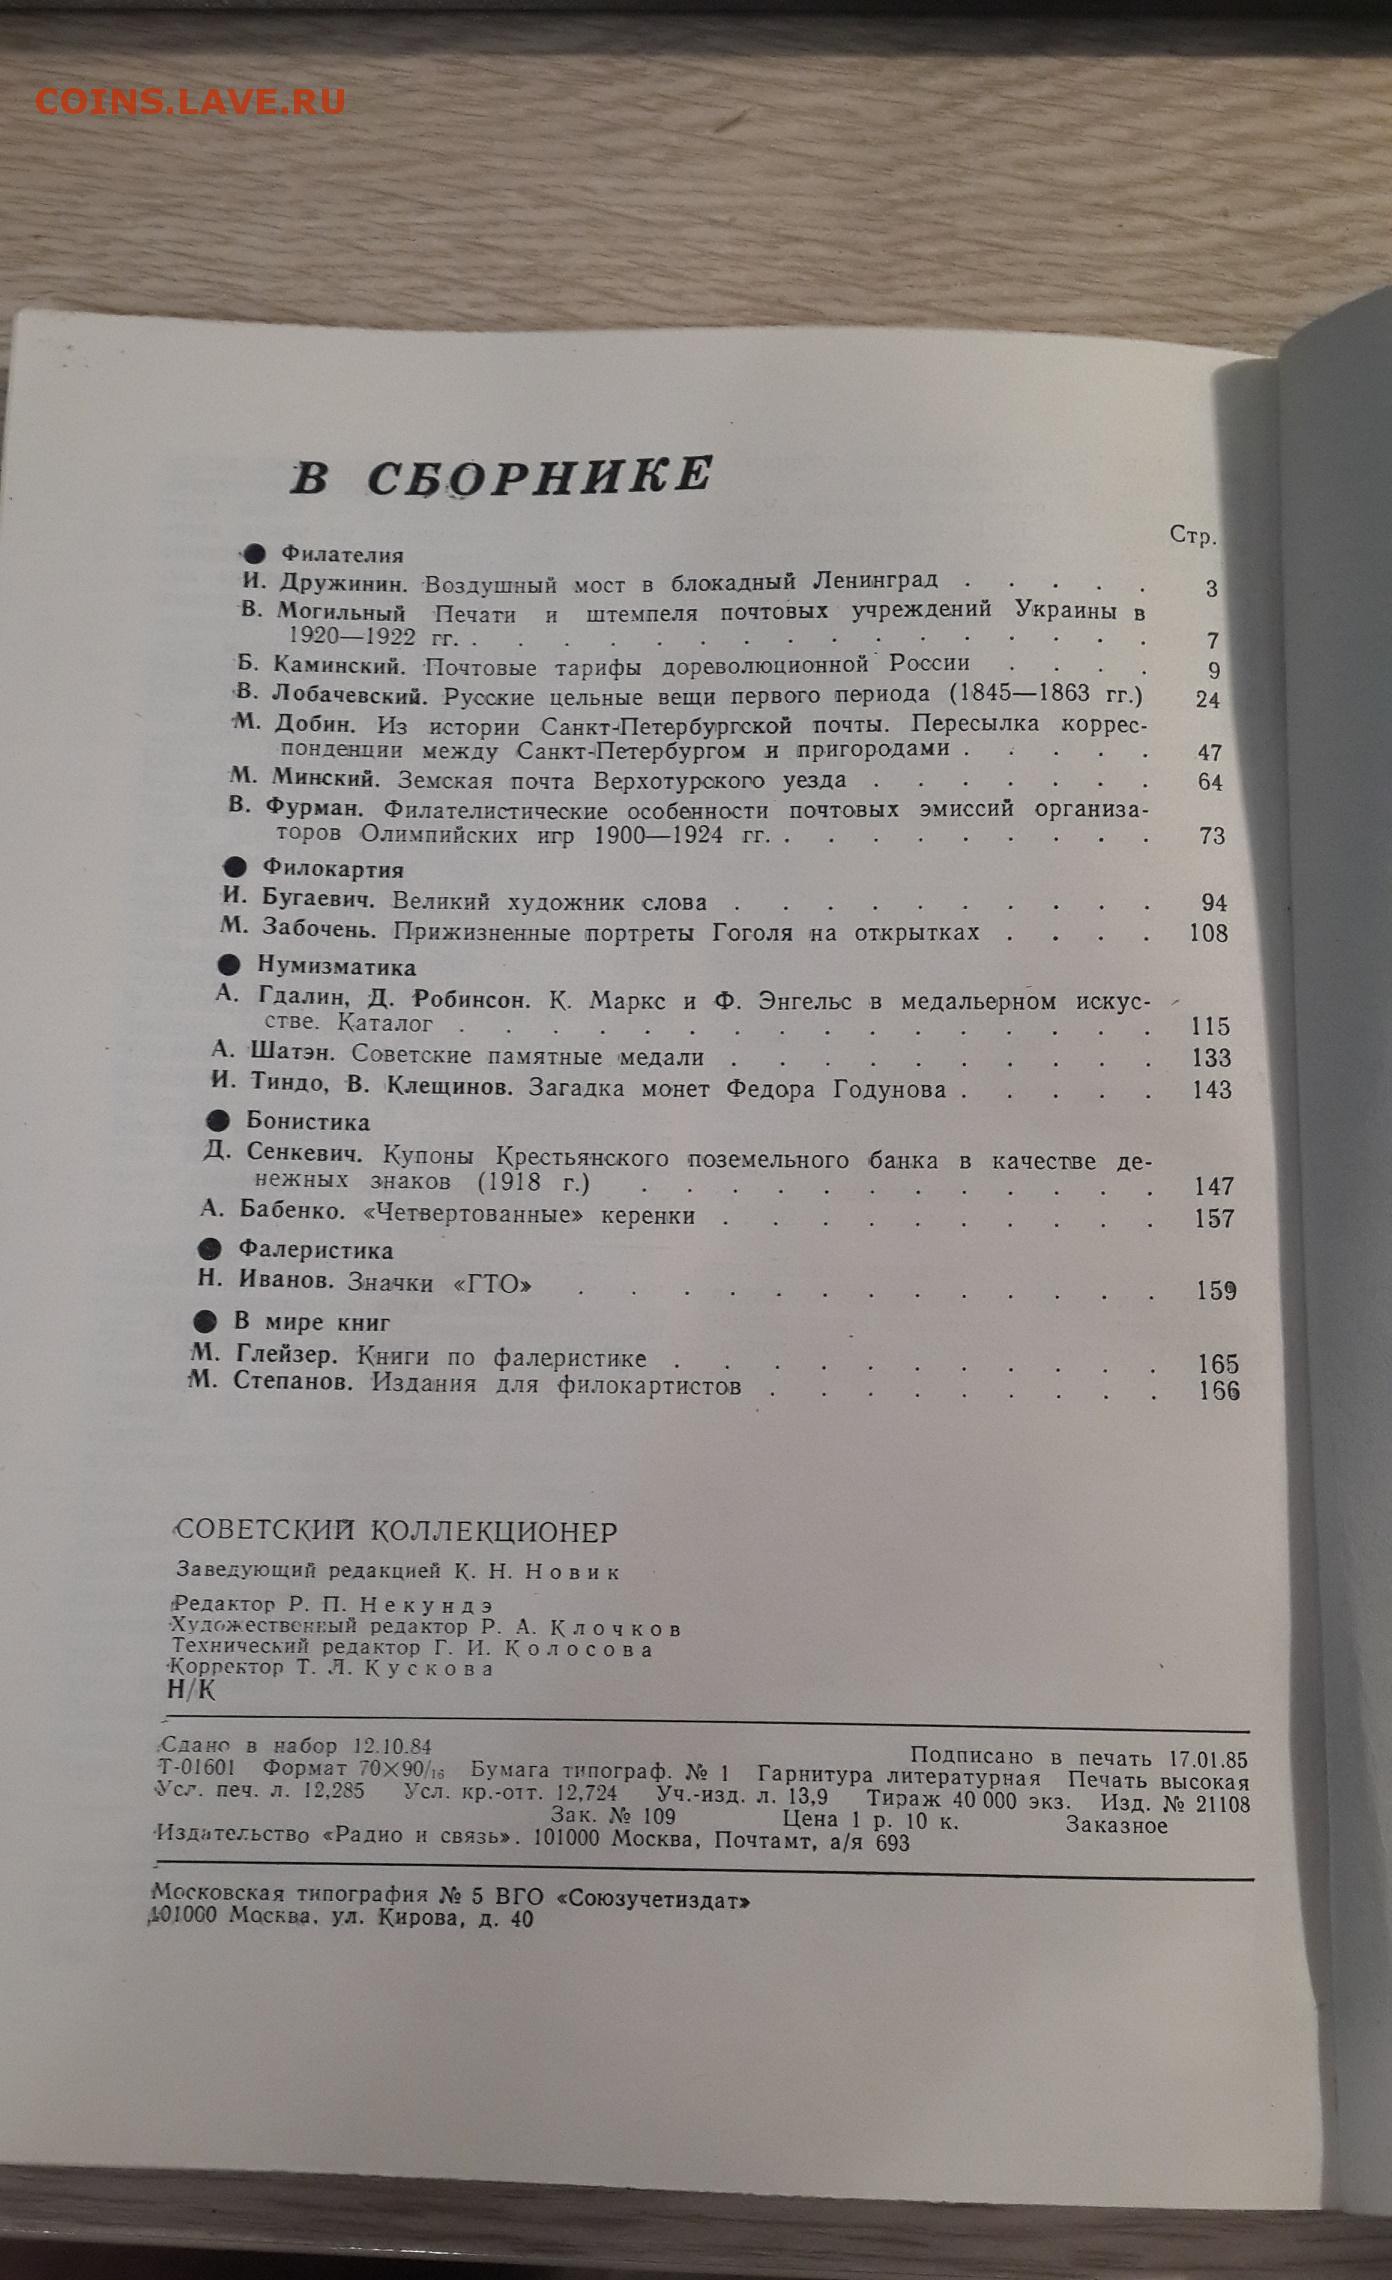 COINS.LAVE.RU
В СБОРНИКЕ
Стр.
● Филателия
И. Дружинин. Воздушный мост в блокадный Ленинград . . . . . 3
В. Могильный Печати и штемпеля почтовых учреждений Украины в
1920—1922 гг. . . . . . . . . . . . . . . . . 7
Б. Каминский. Почтовые тарифы дореволюционной России . . . . 9
В. Лобачевский. Русские цельные вещи первого периода (1845—1863 гг.) 24
М. Добин. Из истории Санкт-Петербургской почты. Пересылка коррес-
понденции между Санкт-Петербургом и пригородами . . . . . 47
М. Минский. Земская почта Верхотурского уезда . . . . . . . 64
В. Фурман. Филателистические особенности почтовых эмиссий организа-
торов Олимпийских игр 1900—1924 гг. . . . . . . . . . 73
● Филокартия
И. Бугаевич. Великий художник слова . . . . . . . . . . 94
М. Забочень. Прижизненные портреты Гоголя на открытках . . . . 108
● Нумизматика
А. Гдалин, Д. Робинсон. К. Маркс и Ф. Энгельс в медальерном искус-
стве. Каталог . . . . . . . . . . . . . . . . 115
А. Шатэн. Советские памятные медали . . . . . . . . . . 133
И. Тиндо, В. Клещинов. Загадка монет Федора Годунова . . . . . 143
● Бонистика
Д. Сенкевич. Купоны Крестьянского поземельного банка в качестве де-
нежных знаков (1918 г.) . . . . . . . . . . . . 147
А. Бабенко. «Четвертованные» керенки . . . . . . . . . . 157
● Фалеристика
Н. Иванов. Значки «ГТО» . . . . . . . . . . . . . 159
● В мире книг
М. Глейзер. Книги по фалеристике . . . . . . . . . . . 165
М. Степанов. Издания для филокартистов . . . . . . . . . 166
СОВЕТСКИЙ КОЛЛЕКЦИОНЕР
Заведующий редакцией К. Н. Новик
Редактор Р. П. Некундэ
Художественный редактор Р. А. Клочков
Технический редактор Г. И. Колосова
Корректор Т. Л. Кускова
Н/К
Сдано в набор 12.10.84 Подписано в печать 17.01.85
Т-01601 Формат 70×90/16 Бумага типограф. № 1 Гарнитура литературная Печать высокая
Усл. печ. л. 12,285 Усл. кр.-отт. 12,724 Уч.-изд. л. 13,9 Тираж 40 000 экз. Изд. № 21108
Зак. № 109 Цена 1 р. 10 к. Заказное
Издательство «Радио и связь». 101000 Москва, Почтамт, а/я 693
Московская типография № 5 ВГО «Союзучетиздат»
101000 Москва, ул. Кирова, д. 40